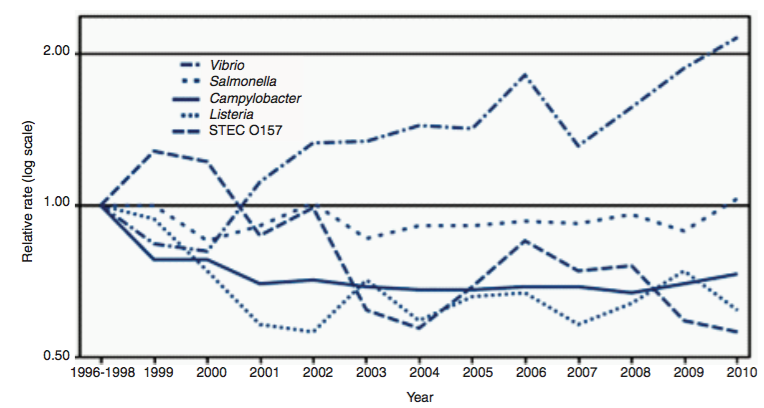 2.00
Vibrio
Salmonella
Campylobacter
Listeria
STEC O157
1.00
Relative rate (log scale)
0.50
1996-1998 1999 2000 2001 2002 2003 2004 2005 2006 2007 2008 2009 2010
Year